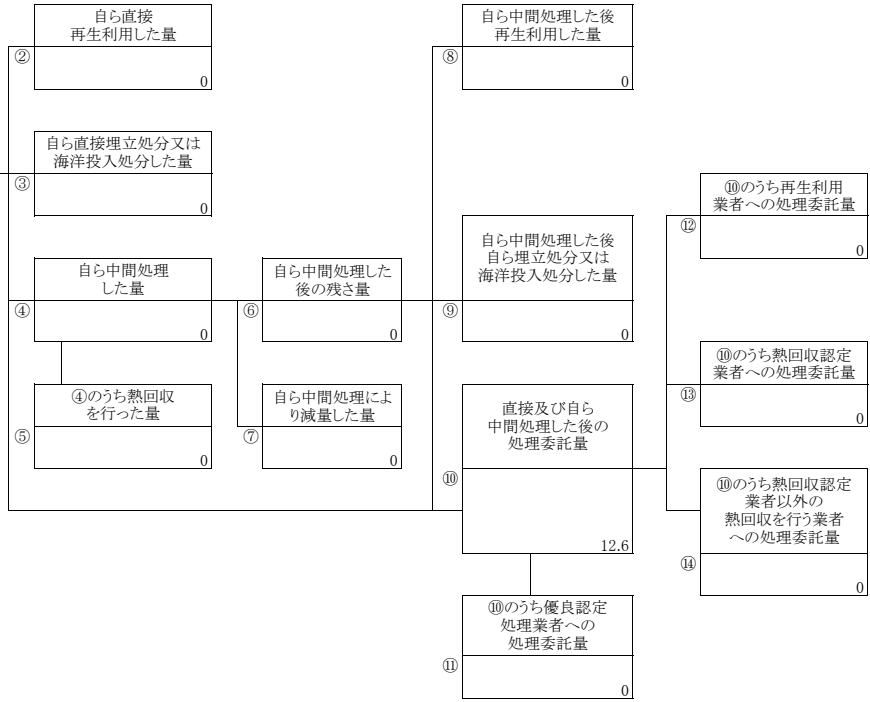 自ら直接
再生利用した量
②
0
自ら直接埋立処分又は
海洋投入処分した量
③
0
自ら中間処理
した量
④
0
④のうち熱回収
を行った量
⑤
0
自ら中間処理した
後の残さ量
⑥
0
自ら中間処理によ
り減量した量
⑦
0
自ら中間処理した後
再生利用した量
⑧
0
自ら中間処理した後
自ら埋立処分又は
海洋投入処分した量
⑨
0
直接及び自ら
中間処理した後の
処理委託量
⑩
12.6
⑩のうち優良認定
処理業者への
処理委託量
⑪
0
⑩のうち再生利用
業者への処理委託量
⑫
0
⑩のうち熱回収認定
業者への処理委託量
⑬
0
⑩のうち熱回収認定
業者以外の
熱回収を行う業者
への処理委託量
⑭
0